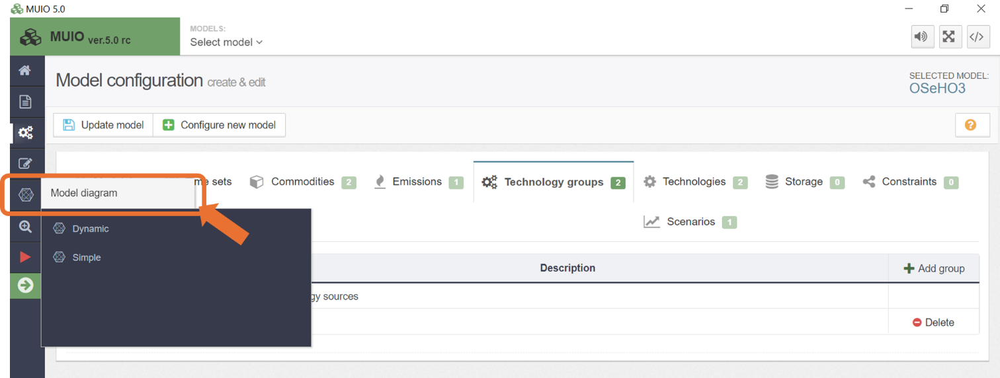 MUIO 5.0
MUIO ver.5.0 rc
MODELS:
Select model
Model configuration create & edit
SELECTED MODEL:
OSeHO3
Update model
Configure new model
Model diagram
me sets
Commodities 2
Emissions 1
Technology groups 2
Technologies 2
Storage 0
Constraints 0
Scenarios 1
Dynamic
Simple
Description
Add group
gy sources
Delete